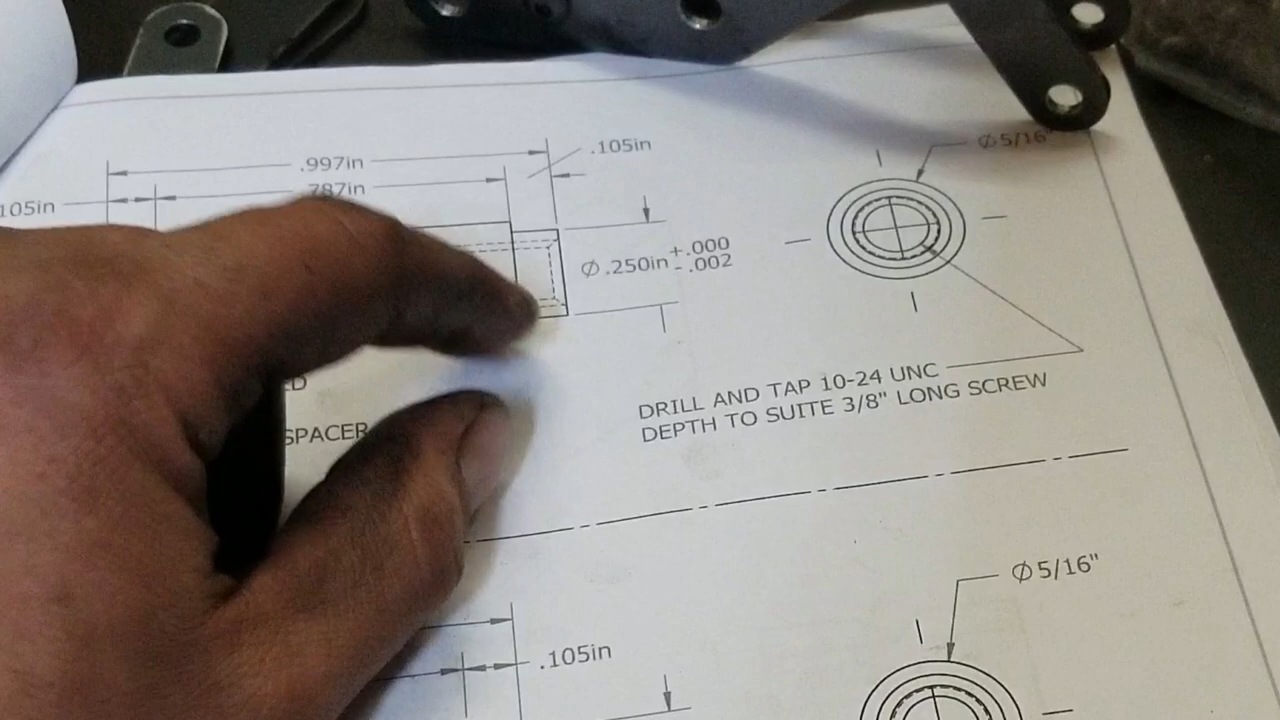 .997in
.105in
.787in
105in
Ø5/16"
Ø.250in +.000
-.002
DRILL AND TAP 10-24 UNC
DEPTH TO SUITE 3/8" LONG SCREW
SPACER
Ø5/16"
.105in